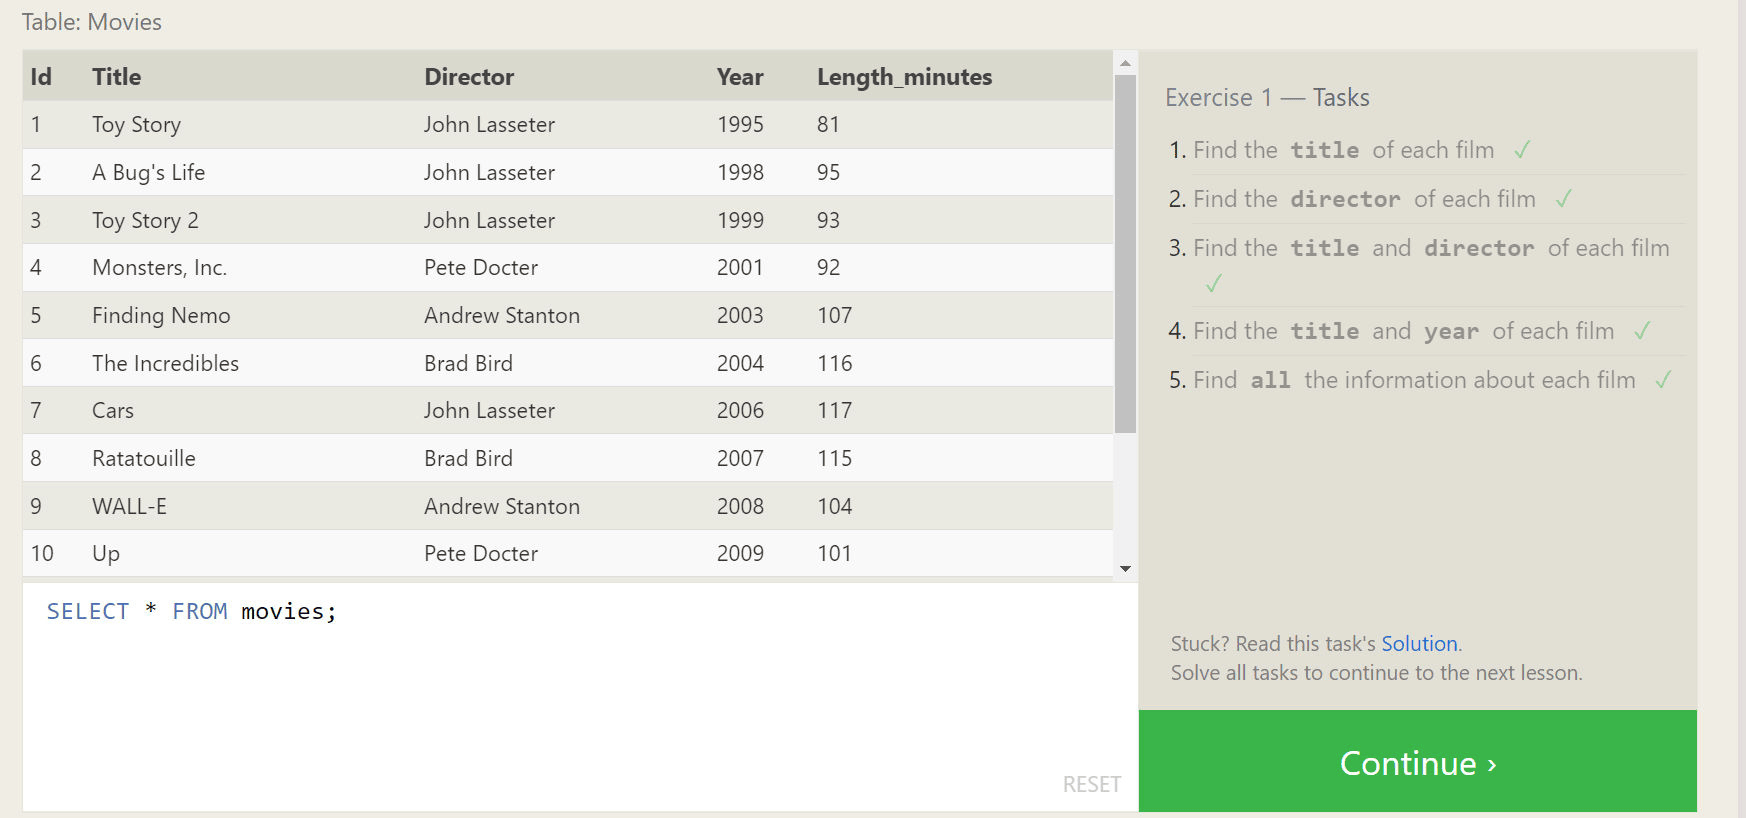 Table: Movies
Id Title Director Year Length_minutes
1 Toy Story John Lasseter 1995 81
2 A Bug's Life John Lasseter 1998 95
3 Toy Story 2 John Lasseter 1999 93
4 Monsters, Inc. Pete Docter 2001 92
5 Finding Nemo Andrew Stanton 2003 107
6 The Incredibles Brad Bird 2004 116
7 Cars John Lasseter 2006 117
8 Ratatouille Brad Bird 2007 115
9 WALL-E Andrew Stanton 2008 104
10 Up Pete Docter 2009 101
SELECT * FROM movies;
RESET
Exercise 1 — Tasks
1. Find the title of each film ✓
2. Find the director of each film ✓
3. Find the title and director of each film
✓
4. Find the title and year of each film ✓
5. Find all the information about each film ✓
Stuck? Read this task's Solution.
Solve all tasks to continue to the next lesson.
Continue ›